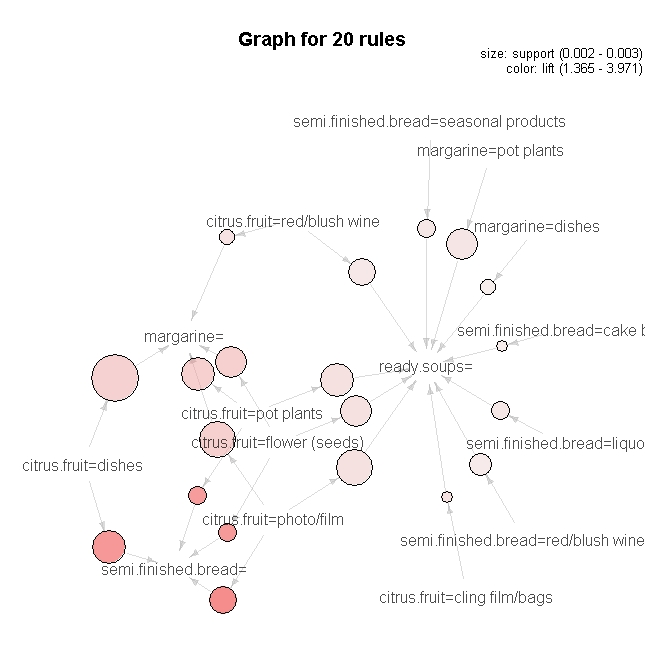 Graph for 20 rules
size: support (0.002 - 0.003)
color: lift (1.365 - 3.971)
semi.finished.bread=seasonal products
margarine=pot plants
citrus.fruit=red/blush wine
margarine=dishes
semi.finished.bread=cake b
margarine=
ready.soups=
citrus.fruit=pot plants
citrus.fruit=flower (seeds)
semi.finished.bread=liquo
citrus.fruit=dishes
citrus.fruit=photo/film
semi.finished.bread=red/blush wine
semi.finished.bread=
citrus.fruit=cling film/bags